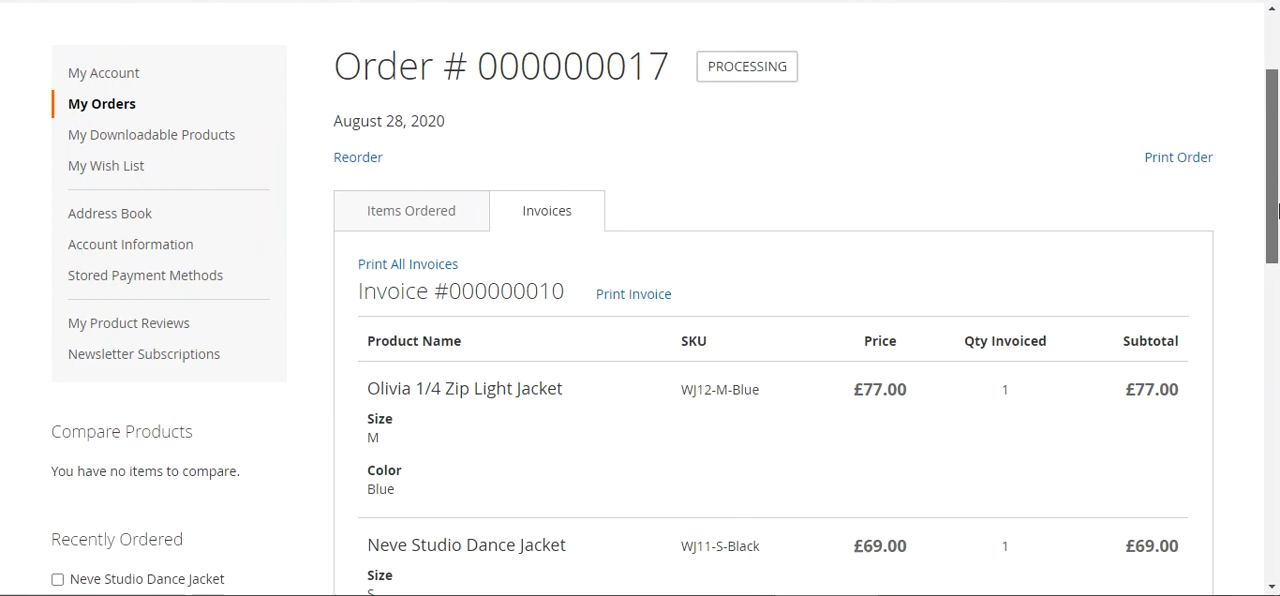 My Account
My Orders
My Downloadable Products
My Wish List
Address Book
Account Information
Stored Payment Methods
My Product Reviews
Newsletter Subscriptions
Compare Products
You have no items to compare.
Recently Ordered
Neve Studio Dance Jacket
Order # 000000017 PROCESSING
August 28, 2020
Reorder Print Order
Items Ordered Invoices
Print All Invoices
Invoice #000000010 Print Invoice
Product Name SKU Price Qty Invoiced Subtotal
Olivia 1/4 Zip Light Jacket WJ12-M-Blue £77.00 1 £77.00
Size
M
Color
Blue
Neve Studio Dance Jacket WJ11-S-Black £69.00 1 £69.00
Size
S